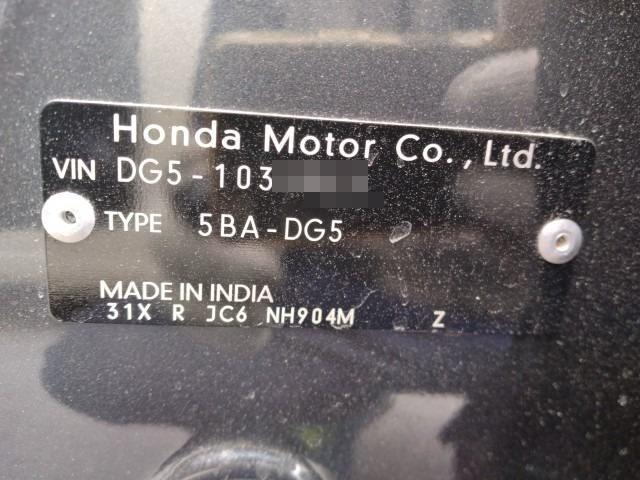 Honda Motor Co., Ltd.
VIN DG5-103
TYPE 5BA-DG5
MADE IN INDIA
31X R JC6 NH904M Z